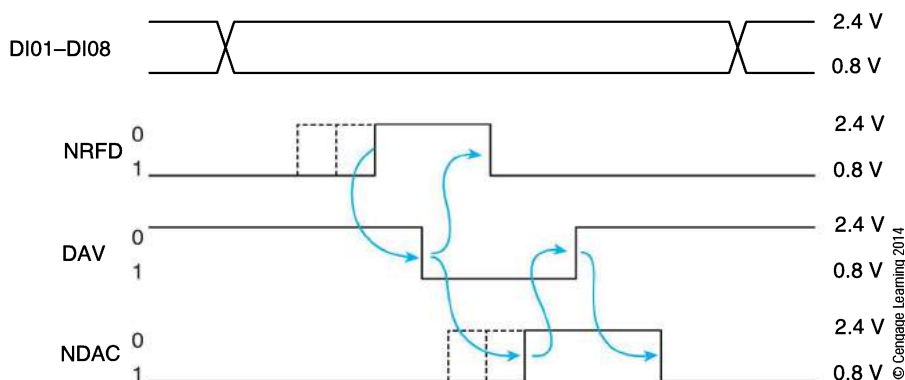 2.4 V
DI01–DI08
0.8 V
0
2.4 V
NRFD
1
0.8 V
0
2.4 V
DAV
1
0.8 V
0
2.4 V
NDAC
1
0.8 V
© Cengage Learning 2014